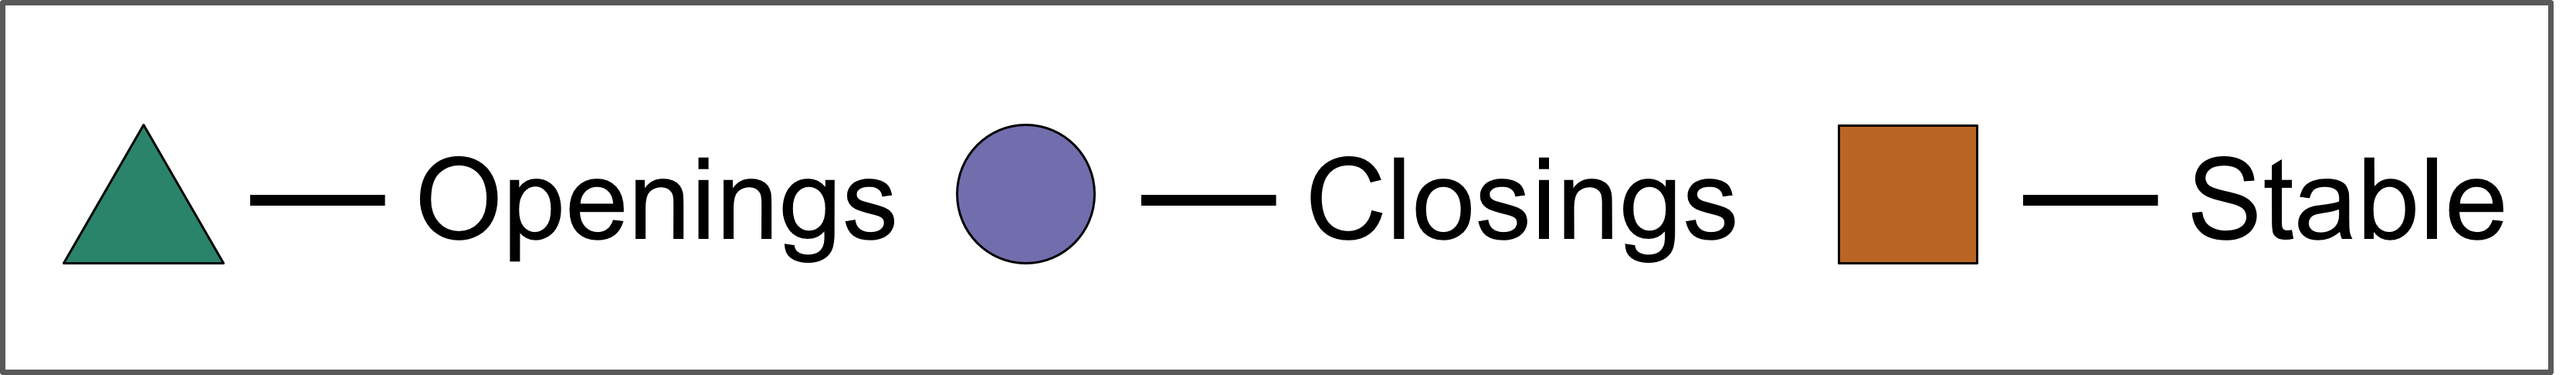 — Openings — Closings — Stable